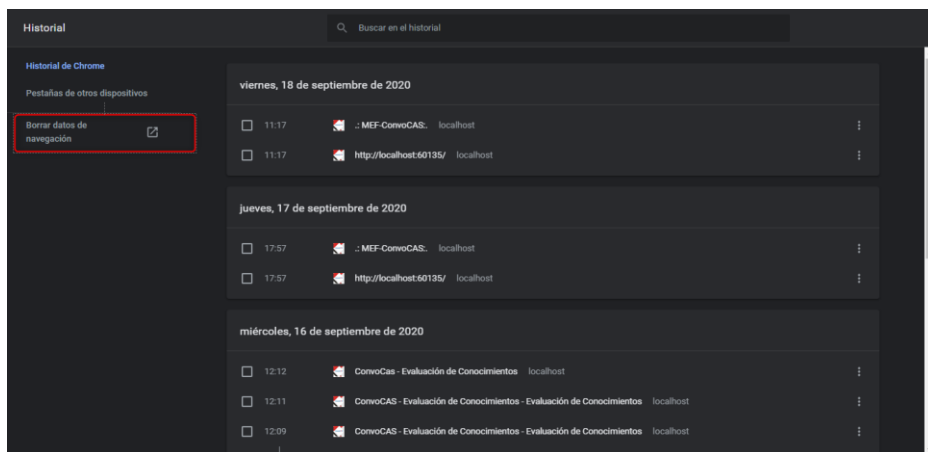 Historial
Buscar en el historial
Historial de Chrome
Pestañas de otros dispositivos
Borrar datos de
navegación
viernes, 18 de septiembre de 2020
11:17 .: MEF-ConvoCAS:. localhost
11:17 http://localhost:60135/ localhost
jueves, 17 de septiembre de 2020
17:57 .: MEF-ConvoCAS:. localhost
17:57 http://localhost:60135/ localhost
miércoles, 16 de septiembre de 2020
12:12 ConvoCas - Evaluación de Conocimientos localhost
12:11 ConvoCAS - Evaluación de Conocimientos - Evaluación de Conocimientos localhost
12:09 ConvoCAS - Evaluación de Conocimientos - Evaluación de Conocimientos localhost